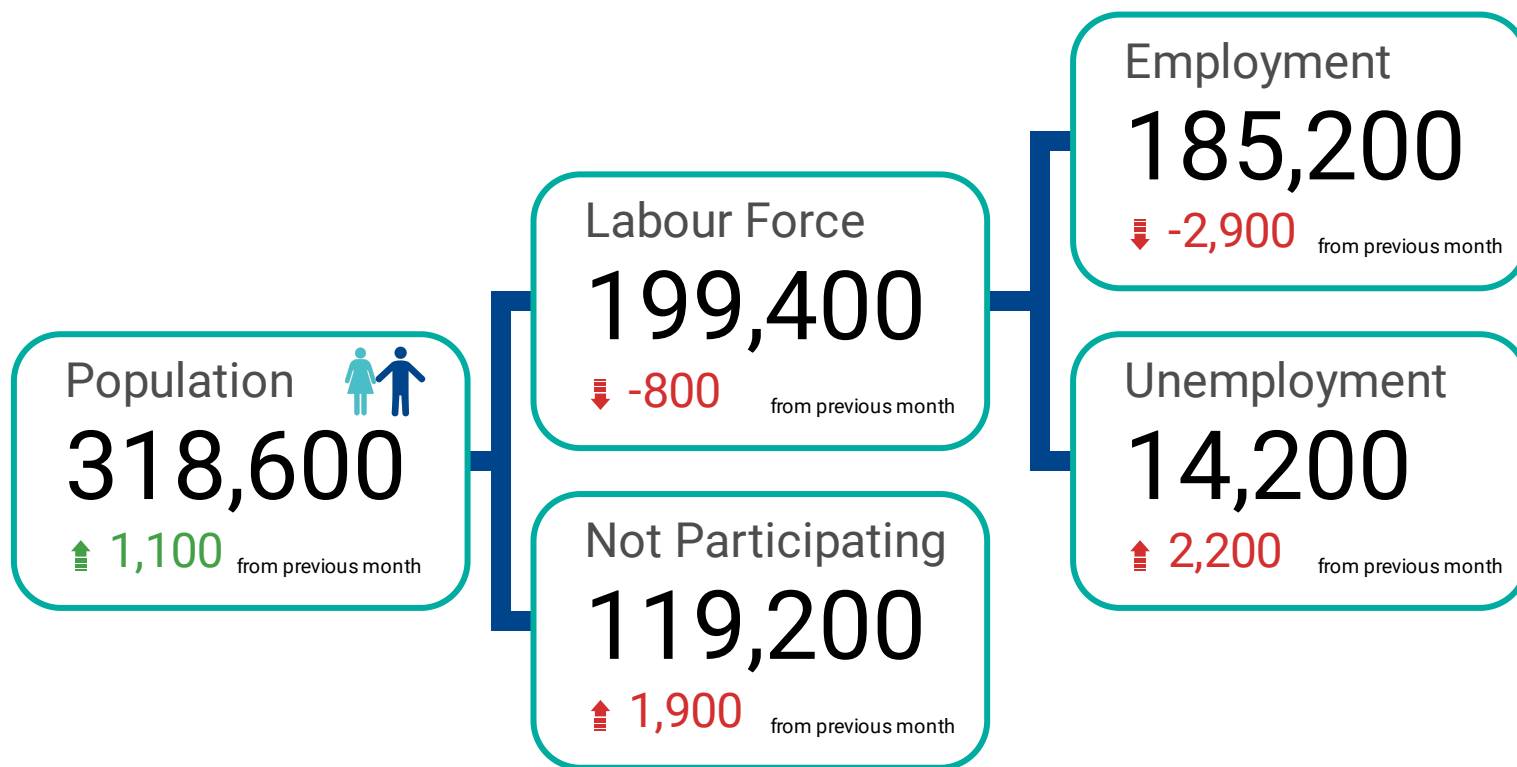 Population
318,600
1,100 from previous month
Labour Force
199,400
-800 from previous month
Not Participating
119,200
1,900 from previous month
Employment
185,200
-2,900 from previous month
Unemployment
14,200
2,200 from previous month